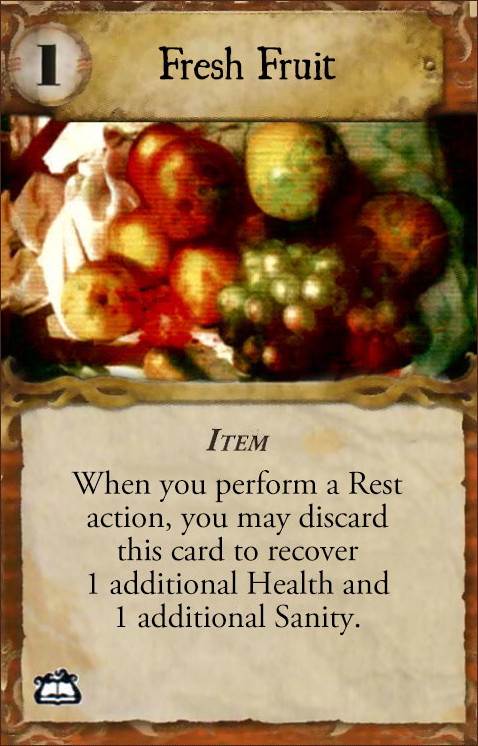 1
Fresh Fruit
Item
When you perform a Rest
action, you may discard
this card to recover
1 additional Health and
1 additional Sanity.